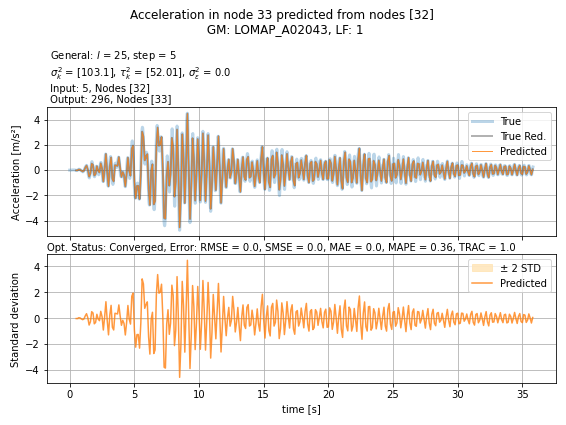 Acceleration in node 33 predicted from nodes [32]
GM: LOMAP_A02043, LF: 1
General: l = 25, step = 5
σ²ₖ = [103.1], τ²ₖ = [52.01], σ²ε = 0.0
Input: 5, Nodes [32]
Output: 296, Nodes [33]
Acceleration [m/s²]
4
2
0
−2
−4
True
True Red.
Predicted
Opt. Status: Converged, Error: RMSE = 0.0, SMSE = 0.0, MAE = 0.0, MAPE = 0.36, TRAC = 1.0
Standard deviation
4
2
0
−2
−4
± 2 STD
Predicted
0 5 10 15 20 25 30 35
time [s]